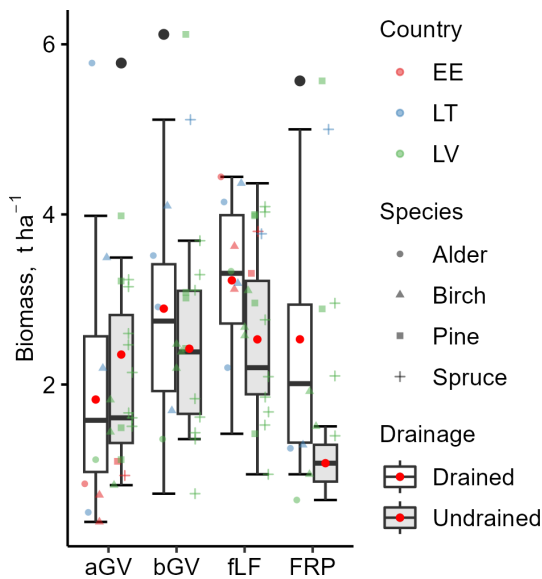 Biomass, t ha⁻¹
6
4
2
aGV bGV fLF FRP
Country
EE
LT
LV
Species
Alder
Birch
Pine
Spruce
Drainage
Drained
Undrained